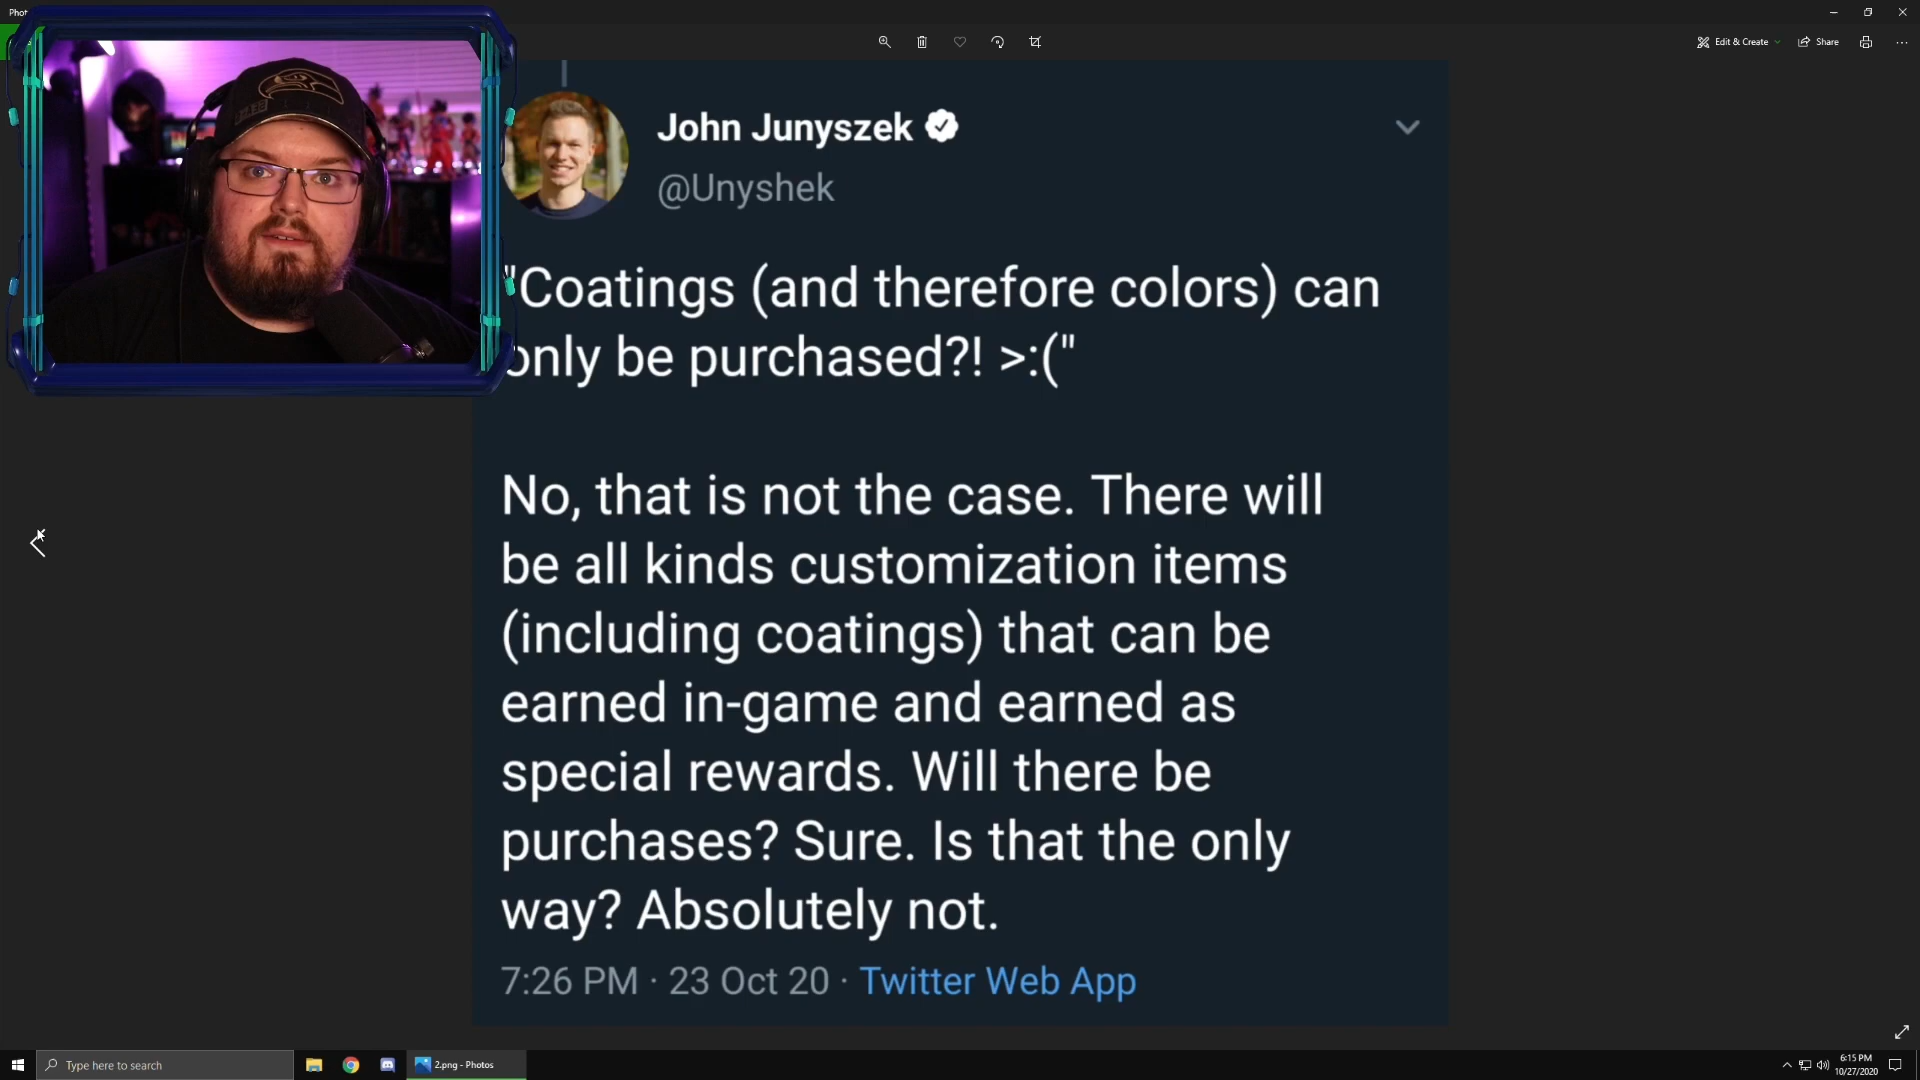 Edit & Create
Share
John Junyszek
@Unyshek
"Coatings (and therefore colors) can
only be purchased?! >:("
No, that is not the case. There will
be all kinds customization items
(including coatings) that can be
earned in-game and earned as
special rewards. Will there be
purchases? Sure. Is that the only
way? Absolutely not.
7:26 PM · 23 Oct 20 · Twitter Web App
Type here to search
2.png - Photos
6:15 PM
10/27/2020